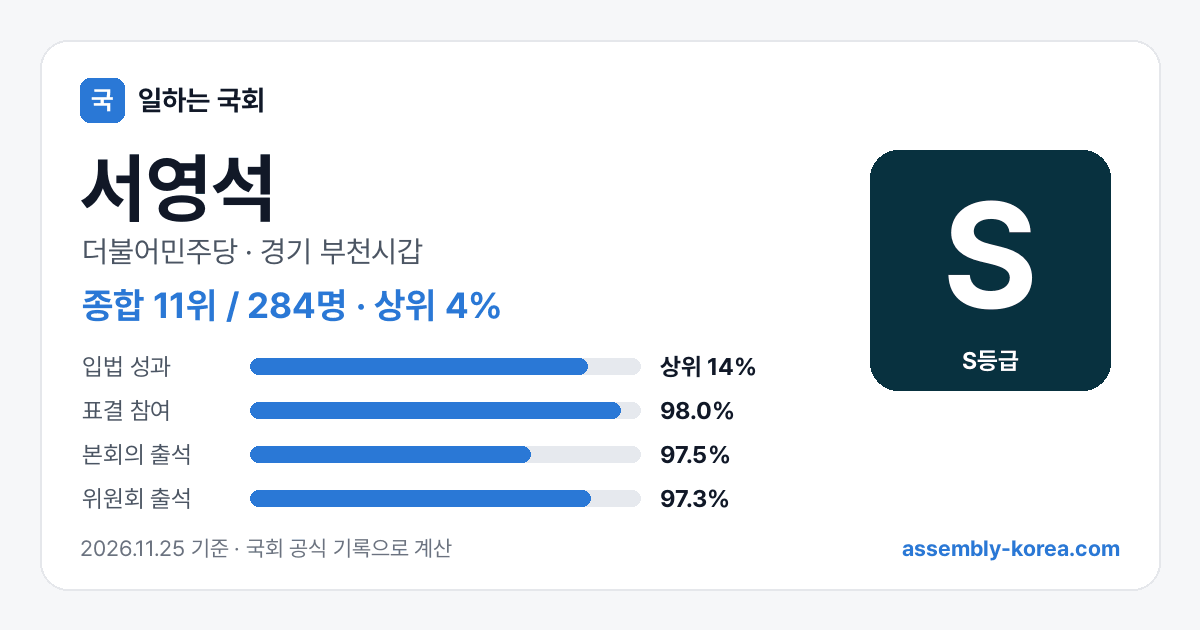 국 일하는 국회
서영석
더불어민주당 · 경기 부천시갑
종합 11위 / 284명 · 상위 4%
입법 성과 상위 14%
표결 참여 98.0%
본회의 출석 97.5%
위원회 출석 97.3%
S
S등급
2026.11.25 기준 · 국회 공식 기록으로 계산
assembly-korea.com